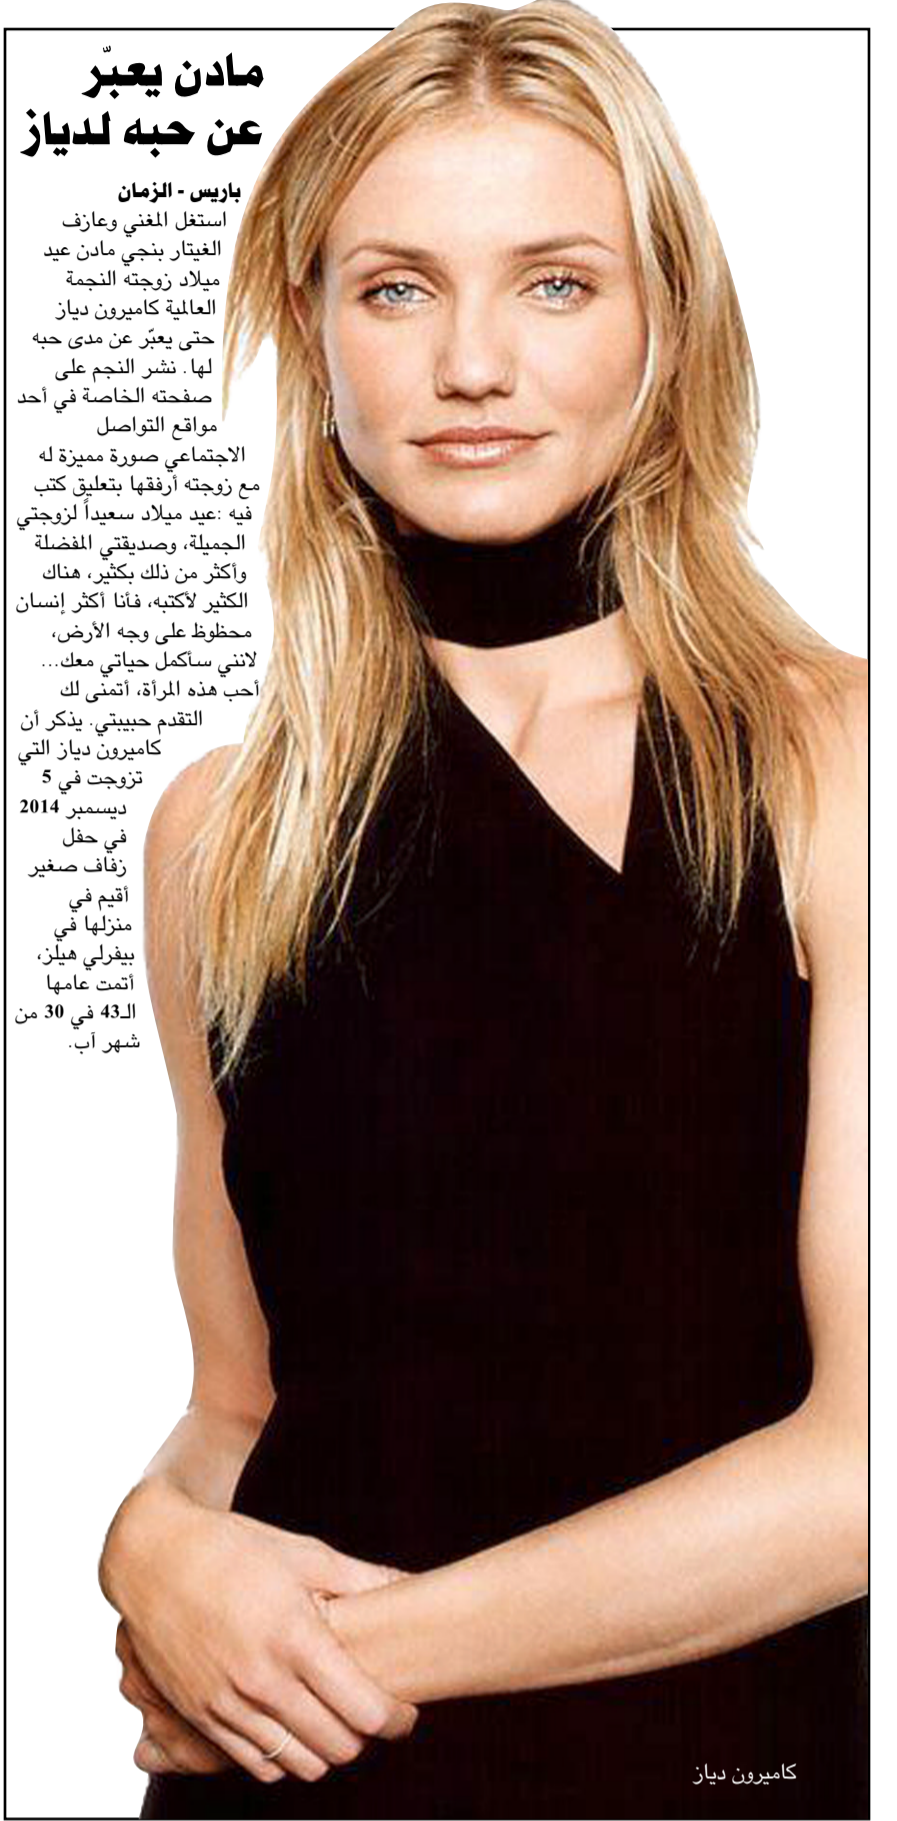 مادن يعبّر
عن حبه لدياز
باريس - الزمان
استغل المغني وعازف
الغيتار بنجي مادن عيد
ميلاد زوجته النجمة
العالمية كاميرون دياز
حتى يعبّر عن مدى حبه
لها. نشر النجم على
صفحته الخاصة في أحد
مواقع التواصل
الاجتماعي صورة مميزة له
مع زوجته أرفقها بتعليق كتب
فيه :عيد ميلاد سعيداً لزوجتي
الجميلة، وصديقتي المفضلة
وأكثر من ذلك بكثير، هناك
الكثير لأكتبه، فأنا أكثر إنسان
محظوظ على وجه الأرض،
لانني سأكمل حياتي معك...
أحب هذه المرأة، أتمنى لك
التقدم حبيبتي. يذكر أن
كاميرون دياز التي
تزوجت في 5
ديسمبر 2014
في حفل
زفاف صغير
أقيم في
منزلها في
بيفرلي هيلز،
أتمت عامها
الـ43 في 30 من
شهر آب.
كاميرون دياز